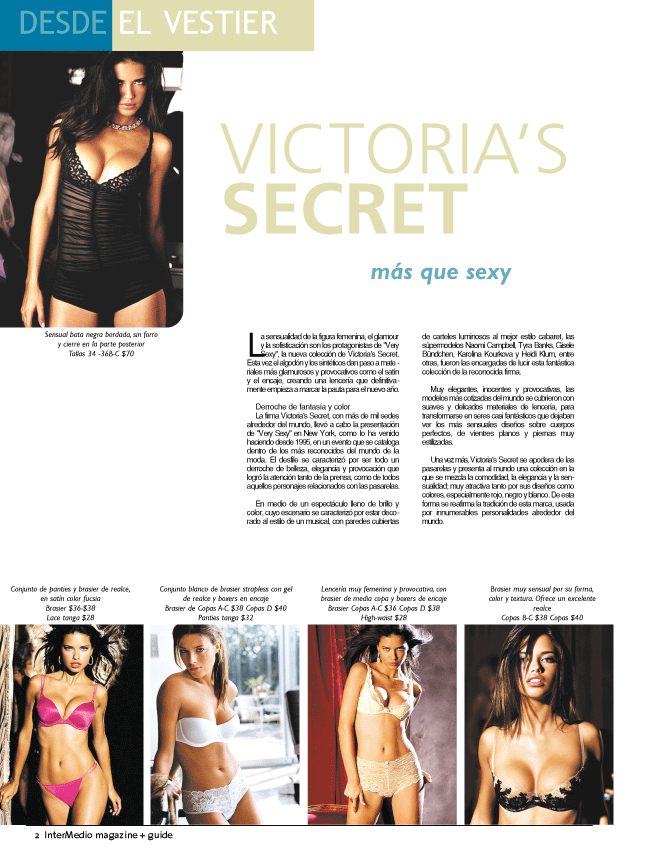 DESDE EL VESTIER
VICTORIA'S
SECRET
más que sexy
Sensual bata negra bordada, sin forro
y cierre en la parte posterior
Tallas 34 -36B-C $70
La sensualidad de la figura femenina, el glamour
y la sofisticación son los protagonistas de "Very
Sexy", la nueva colección de Victoria's Secret.
Esta vez el algodón y los sintéticos dan paso a mate-
riales más glamurosos y provocativos como el satín
y el encaje, creando una lencería que definitiva-
mente empieza a marcar la pauta para el nuevo año.
Derroche de fantasía y color
La firma Victoria's Secret, con más de mil sedes
alrededor del mundo, llevó a cabo la presentación
de "Very Sexy" en New York, como lo ha venido
haciendo desde 1995, en un evento que se cataloga
dentro de los más reconocidos del mundo de la
moda. El desfile se caracterizó por ser todo un
derroche de belleza, elegancia y provocación que
logró la atención tanto de la prensa, como de todos
aquellos personajes relacionados con las pasarelas.
En medio de un espectáculo lleno de brillo y
color, cuyo escenario se caracterizó por estar deco-
rado al estilo de un musical, con paredes cubiertas
de carteles luminosos al mejor estilo cabaret, las
súpermodelos Naomi Campbell, Tyra Banks, Gisele
Bündchen, Karolina Kourkova y Heidi Klum, entre
otras, fueron las encargadas de lucir esta fantástica
colección de la reconocida firma.
Muy elegantes, inocentes y provocativas, las
modelos más cotizadas del mundo se cubrieron con
suaves y delicados materiales de lencería, para
transformarse en seres casi fantásticos que dejaban
ver los más sensuales diseños sobre cuerpos
perfectos, de vientres planos y piernas muy
estilizadas.
Una vez más, Victoria's Secret se apodera de las
pasarelas y presenta al mundo una colección en la
que se mezcla la comodidad, la elegancia y la sen-
sualidad; muy atractiva tanto por sus diseños como
colores, especialmente rojo, negro y blanco. De esta
forma se reafirma la tradición de esta marca, usada
por innumerables personalidades alrededor del
mundo.
Conjunto de panties y brasier de realce,
en satín color fucsia
Brasier $36-$38
Lace tanga $28
Conjunto blanco de brasier strapless con gel
de realce y boxers en encaje
Brasier de Copas A-C $38 Copas D $40
Panties tanga $32
Lencería muy femenina y provocativa, con
brasier de media copa y boxers de encaje
Brasier Copas A-C $36 Copas D $38
High-waist $28
Brasier muy sensual por su forma,
color y textura. Ofrece un excelente
realce
Copas B-C $38 Copas $40
2 InterMedio magazine + guide